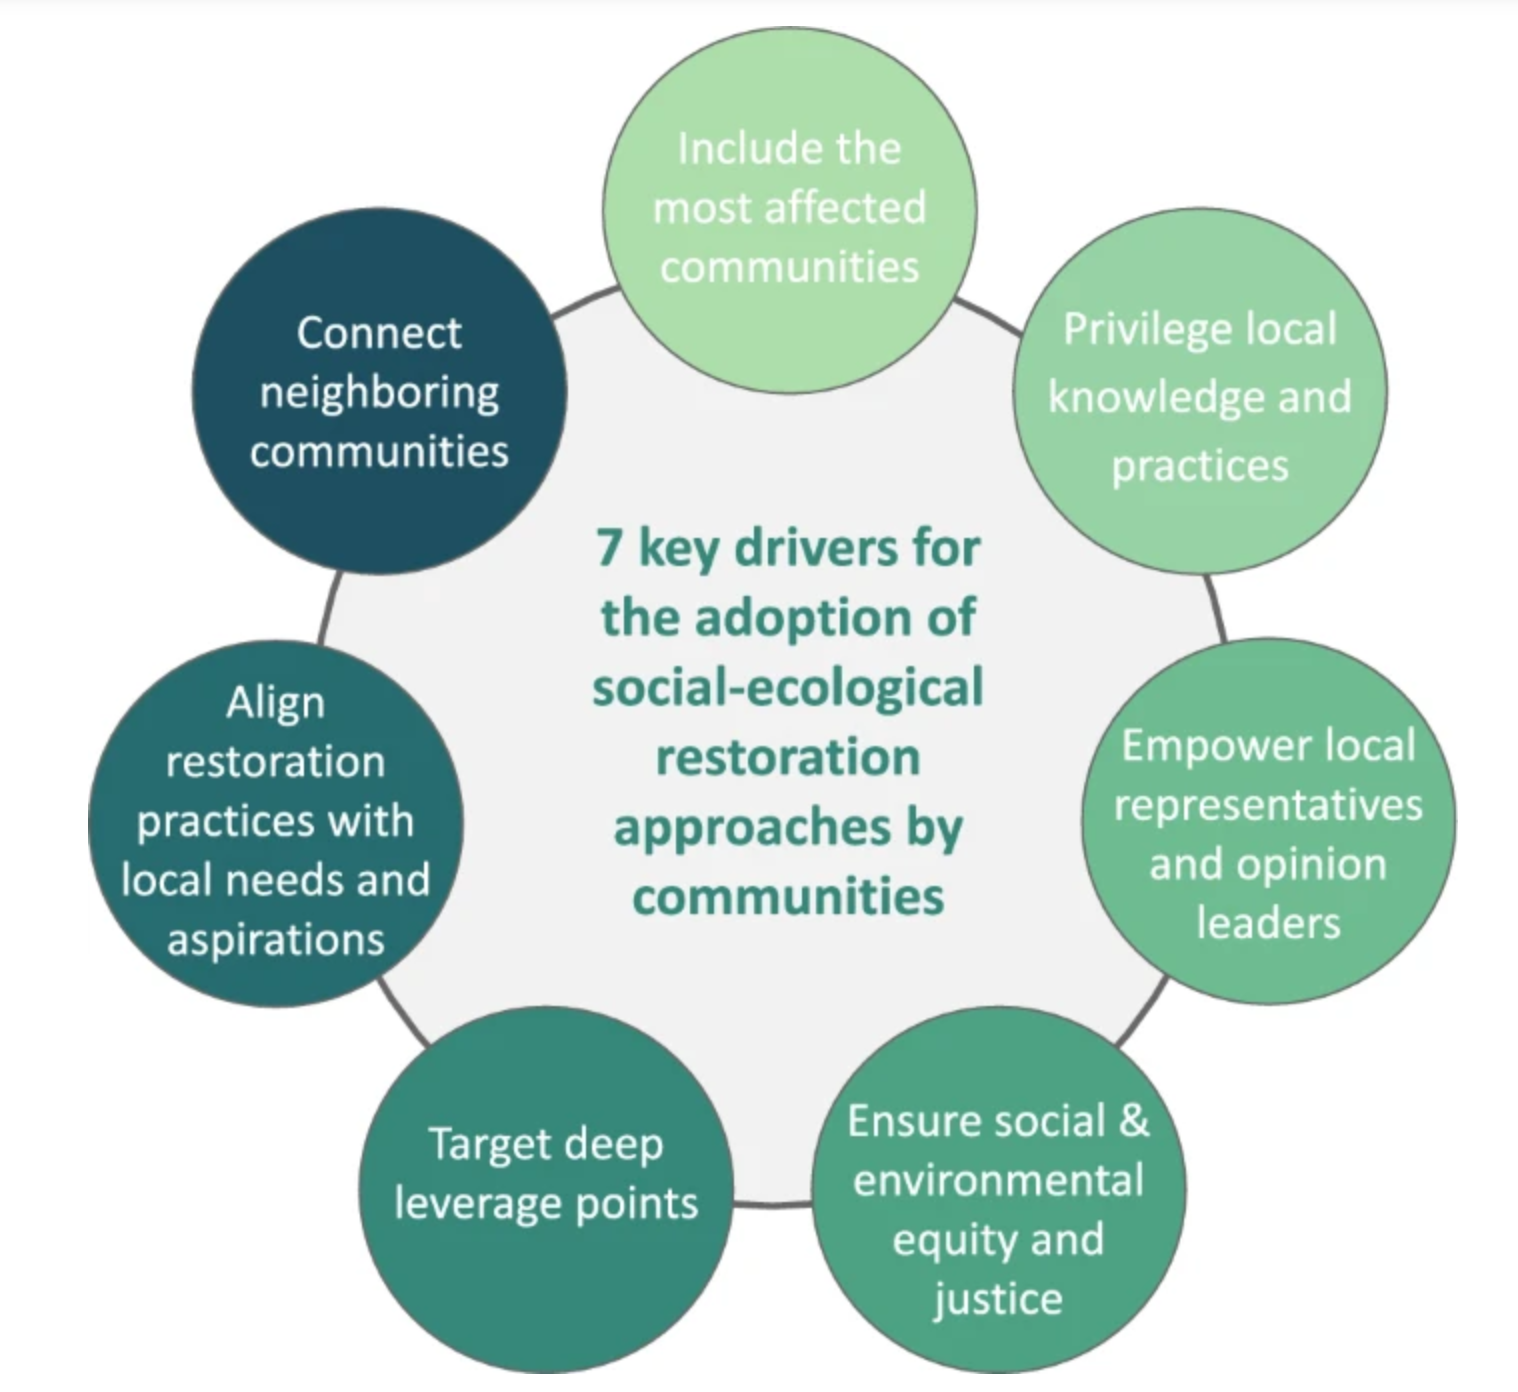 Include the
most affected
communities
Privilege local
knowledge and
practices
Empower local
representatives
and opinion
leaders
Ensure social &
environmental
equity and
justice
Target deep
leverage points
Align
restoration
practices with
local needs and
aspirations
Connect
neighboring
communities
7 key drivers for
the adoption of
social-ecological
restoration
approaches by
communities